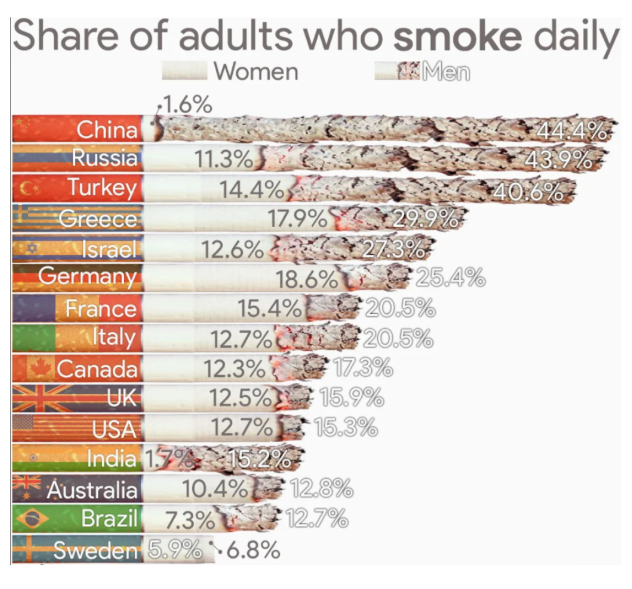 Share of adults who smoke daily
Women Men
1.6%
China 44.4%
Russia 11.3% 43.9%
Turkey 14.4% 40.6%
Greece 17.9% 29.9%
Israel 12.6% 27.3%
Germany 18.6% 25.4%
France 15.4% 20.5%
Italy 12.7% 20.5%
Canada 12.3% 17.3%
UK 12.5% 15.9%
USA 12.7% 15.3%
India 1.7% 15.2%
Australia 10.4% 12.8%
Brazil 7.3% 12.7%
Sweden 5.9% 6.8%